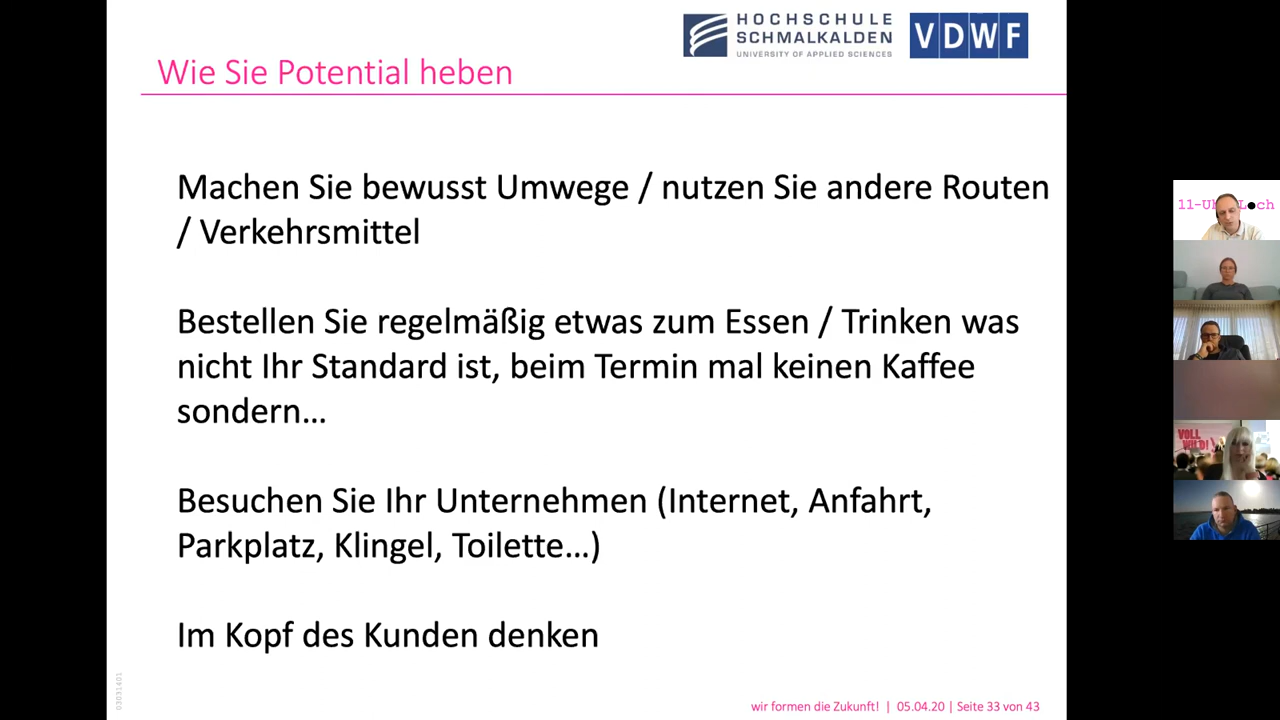 HOCHSCHULE
SCHMALKALDEN
UNIVERSITY OF APPLIED SCIENCES
VDWF
Wie Sie Potential heben
Machen Sie bewusst Umwege / nutzen Sie andere Routen
/ Verkehrsmittel
Bestellen Sie regelmäßig etwas zum Essen / Trinken was
nicht Ihr Standard ist, beim Termin mal keinen Kaffee
sondern…
Besuchen Sie Ihr Unternehmen (Internet, Anfahrt,
Parkplatz, Klingel, Toilette…)
Im Kopf des Kunden denken
wir formen die Zukunft! | 05.04.20 | Seite 33 von 43
03031401
VOLL
WILD!